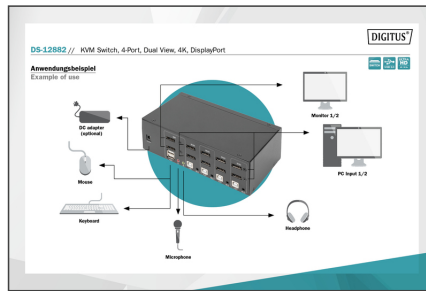 DIGITUS®
DS-12882 // KVM Switch, 4-Port, Dual View, 4K, DisplayPort
Anwendungsbeispiel
Example of use
DC adapter
(optional)
Monitor 1/2
Mouse
PC Input 1/2
Keyboard
Headphone
Microphone